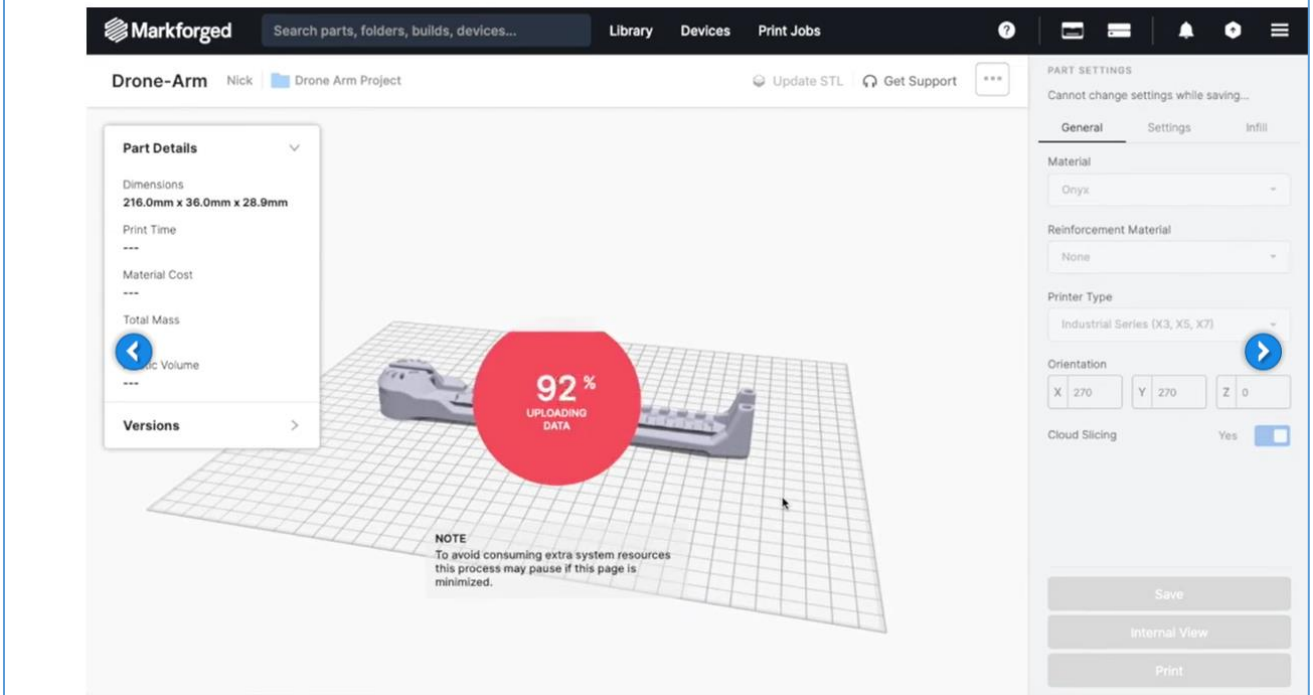 Markforged
Search parts, folders, builds, devices...
Library
Devices
Print Jobs
Drone-Arm
Nick
Drone Arm Project
Update STL
Get Support
Part Details
Dimensions
216.0mm x 36.0mm x 28.9mm
Print Time
---
Material Cost
---
Total Mass
ic Volume
---
Versions
92%
UPLOADING
DATA
NOTE
To avoid consuming extra system resources
this process may pause if this page is
minimized.
PART SETTINGS
Cannot change settings while saving...
General
Settings
Infill
Material
Onyx
Reinforcement Material
None
Printer Type
Industrial Series (X3, X5, X7)
Orientation
X 270
Y 270
Z 0
Cloud Slicing
Yes
Save
Internal View
Print